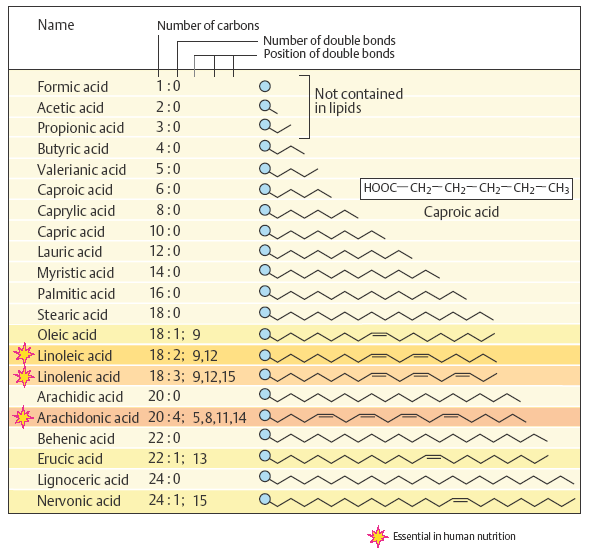 Name Number of carbons
Number of double bonds
Position of double bonds
Formic acid 1:0
Acetic acid 2:0
Propionic acid 3:0
Not contained
in lipids
Butyric acid 4:0
Valerianic acid 5:0
Caproic acid 6:0
HOOC—CH2—CH2—CH2—CH2—CH3
Caproic acid
Caprylic acid 8:0
Capric acid 10:0
Lauric acid 12:0
Myristic acid 14:0
Palmitic acid 16:0
Stearic acid 18:0
Oleic acid 18:1; 9
Linoleic acid 18:2; 9,12
Linolenic acid 18:3; 9,12,15
Arachidic acid 20:0
Arachidonic acid 20:4; 5,8,11,14
Behenic acid 22:0
Erucic acid 22:1; 13
Lignoceric acid 24:0
Nervonic acid 24:1; 15
Essential in human nutrition